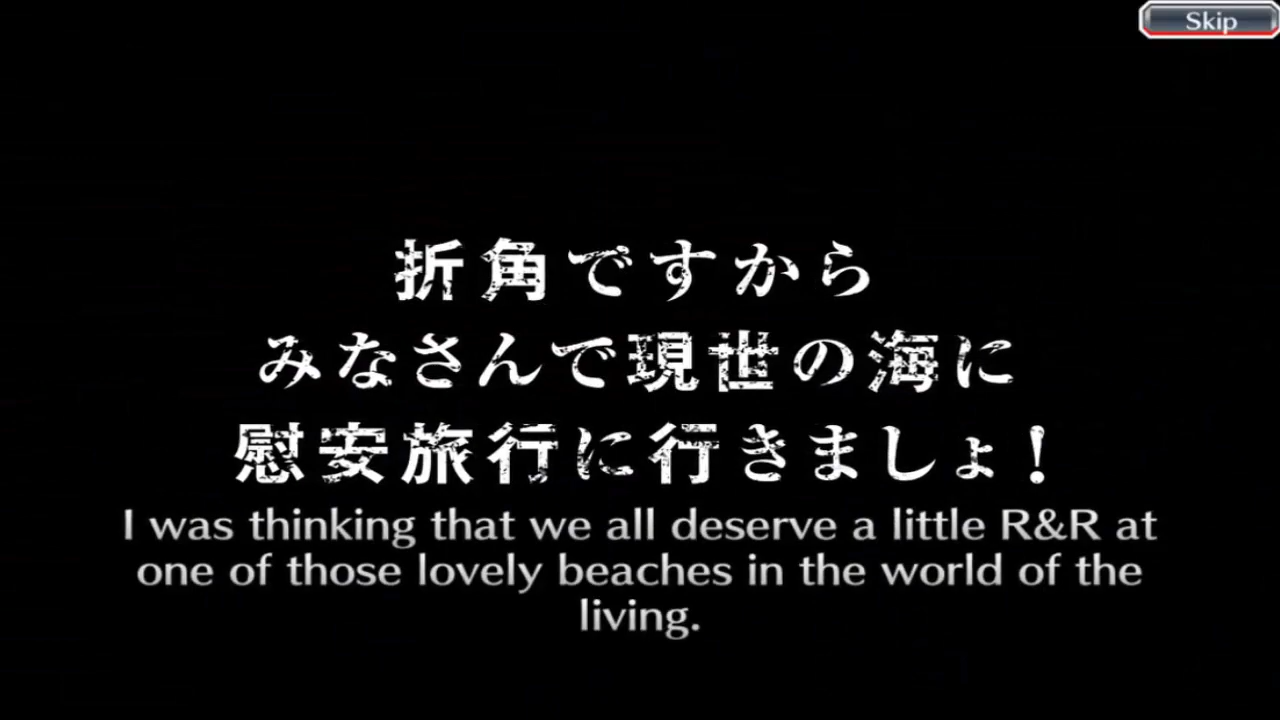 Skip
折角ですから
みなさんで現世の海に
慰安旅行に行きましょ！
I was thinking that we all deserve a little R&R at
one of those lovely beaches in the world of the
living.